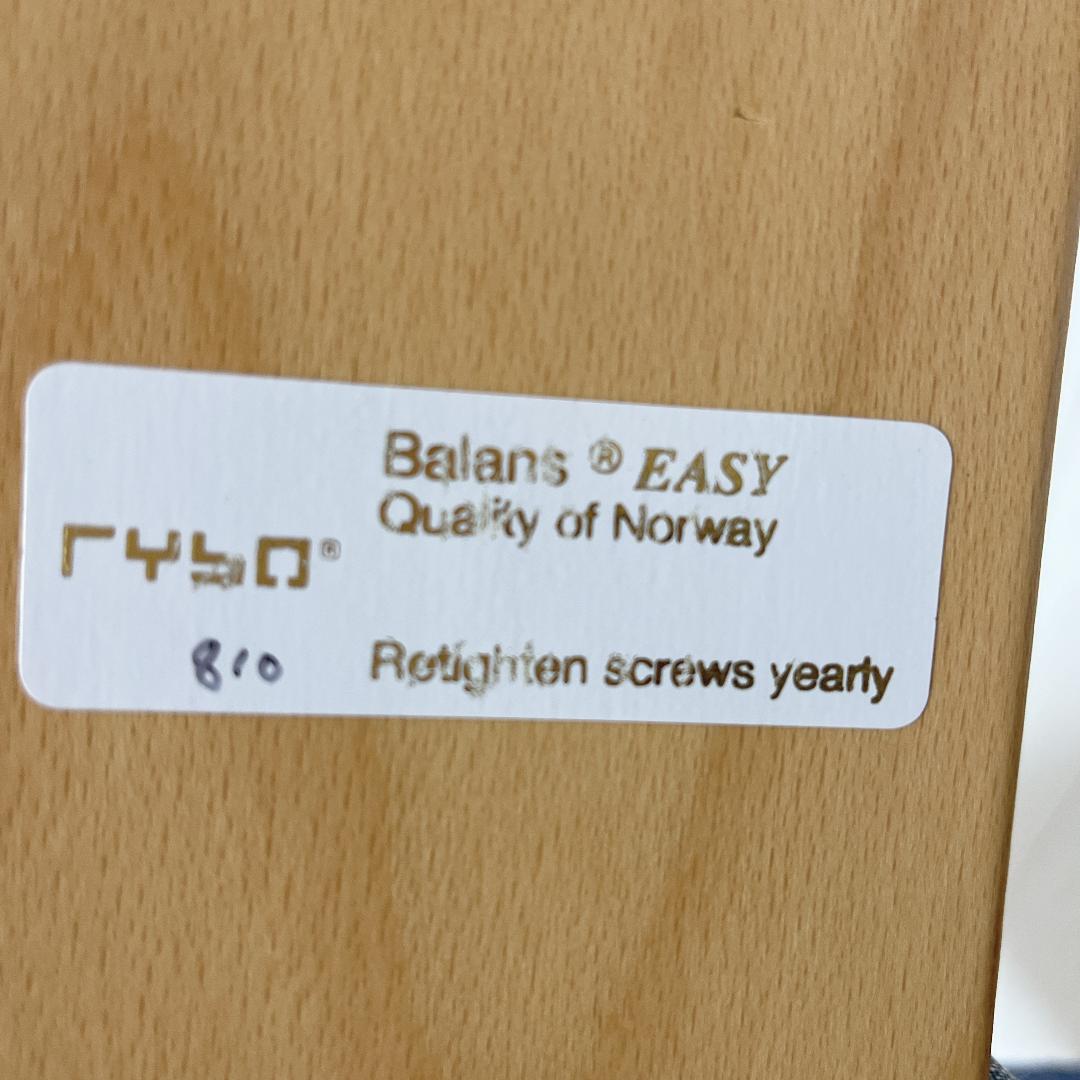 Balans ® EASY
Quality of Norway
rybo®
810
Retighten screws yearly